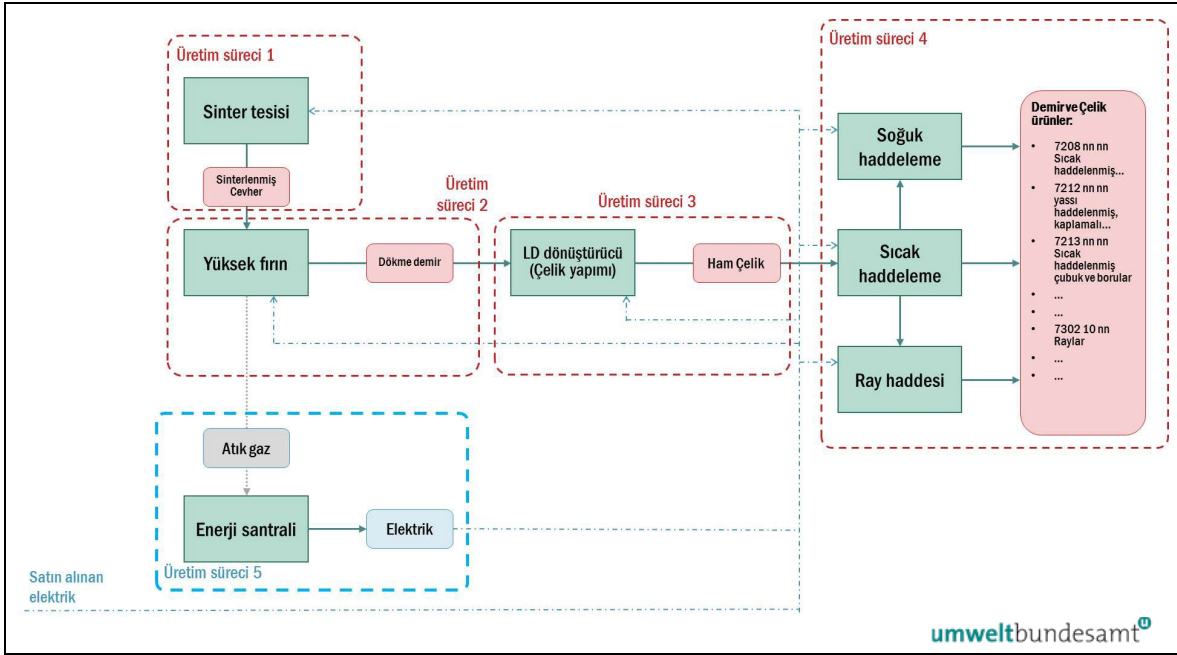 Üretim süreci 1
Sinter tesisi
Sinterlenmiş
Cevher
Üretim
süreci 2
Yüksek fırın
Dökme demir
Üretim süreci 3
LD dönüştürücü
(Çelik yapımı)
Ham Çelik
Üretim süreci 4
Soğuk
haddeleme
Sıcak
haddeleme
Ray haddesi
Demirve Çelik
ürünler:
• 7208 nn nn
Sıcak
haddelenmiş...
• 7212 nn nn
yassı
haddelenmiş,
kaplamalı...
• 7213 nn nn
Sıcak
haddelenmiş
çubuk ve borular
• ...
• ...
• 7302 10 nn
Raylar
• ...
• ...
Atık gaz
Enerji santrali
Elektrik
Üretim süreci 5
Satın alınan
elektrik
umweltbundesamt